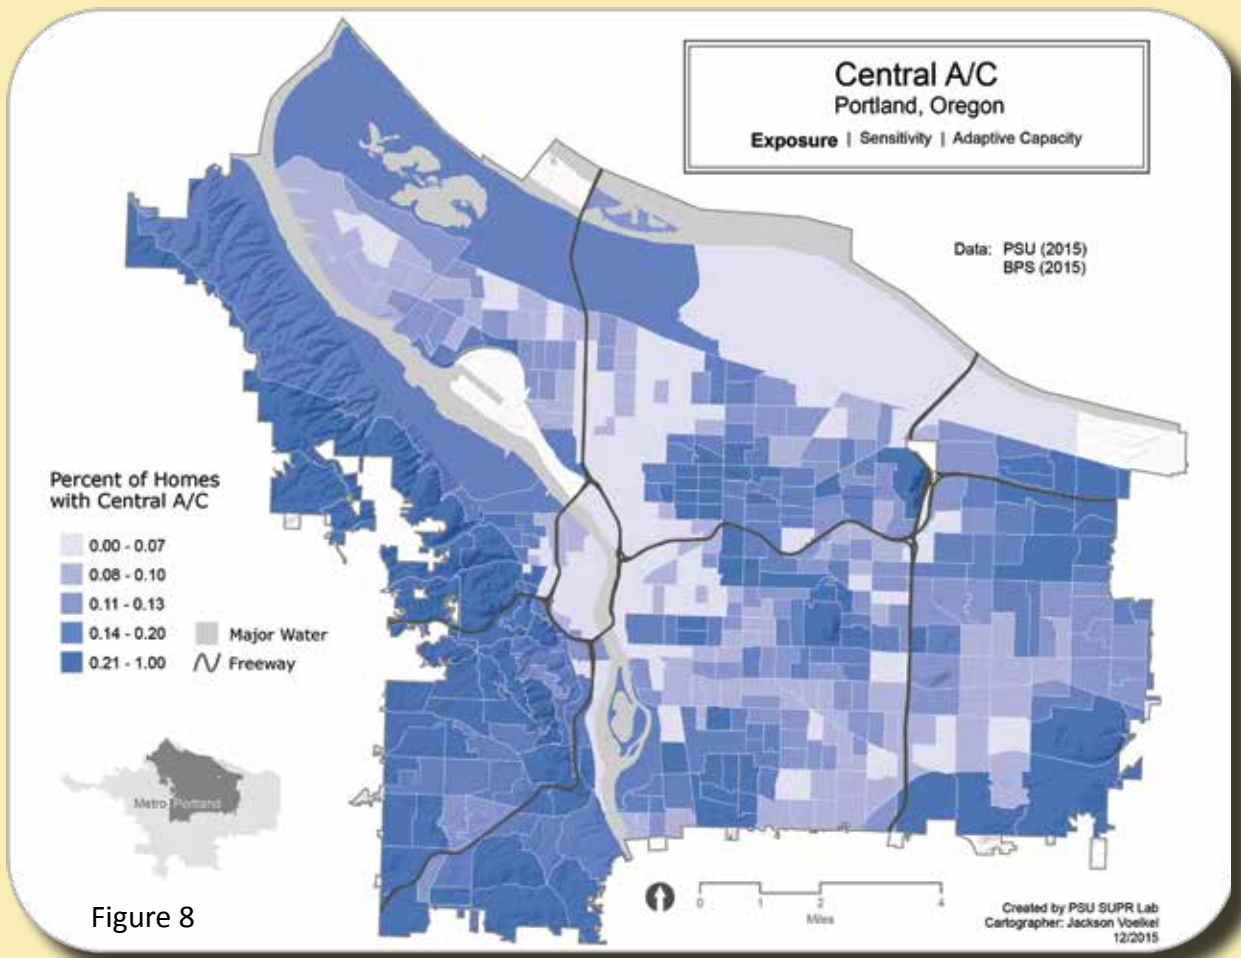 Central A/C
Portland, Oregon
Exposure | Sensitivity | Adaptive Capacity
Data: PSU (2015)
BPS (2015)
Percent of Homes
with Central A/C
0.00 - 0.07
0.08 - 0.10
0.11 - 0.13
0.14 - 0.20
0.21 - 1.00
Major Water
Freeway
Metro Portland
Figure 8
0 1 2 4
Miles
Created by PSU SUPR Lab
Cartographer: Jackson Voelkel
12/2015